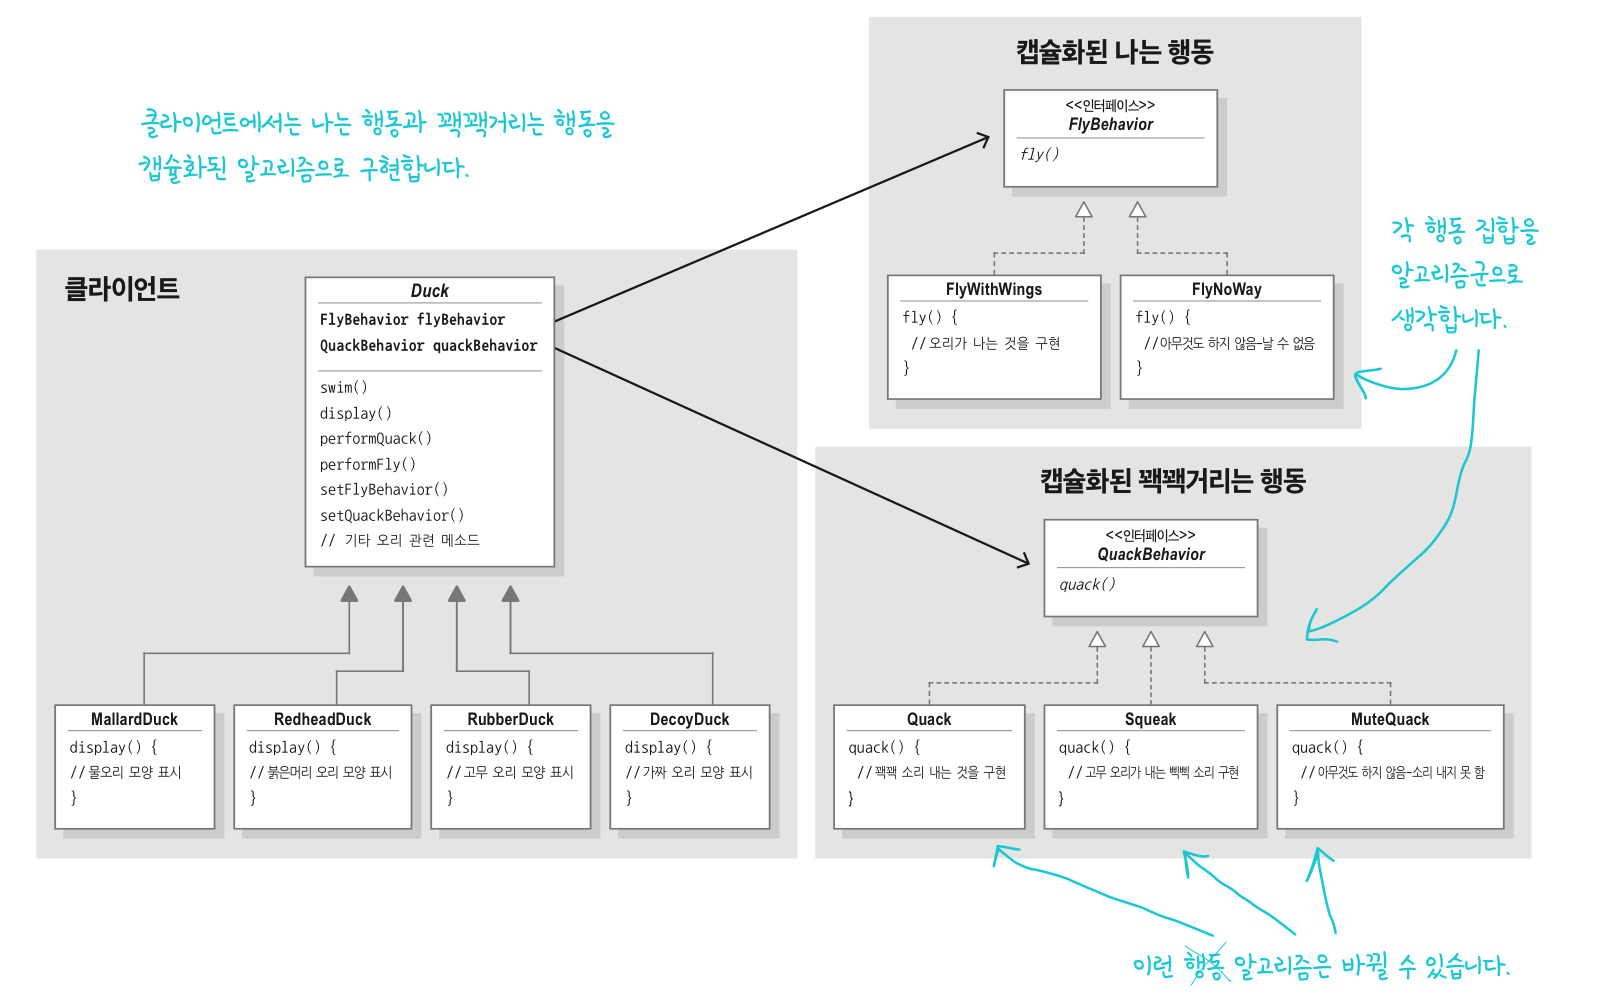 클라이언트에서는 나는 행동과 꽥꽥거리는 행동을
캡슐화된 알고리즘으로 구현합니다.
클라이언트
Duck
FlyBehavior flyBehavior
QuackBehavior quackBehavior
swim()
display()
performQuack()
performFly()
setFlyBehavior()
setQuackBehavior()
// 기타 오리 관련 메소드
MallardDuck
display() {
// 물오리 모양 표시
}
RedheadDuck
display() {
// 붉은머리 오리 모양 표시
}
RubberDuck
display() {
// 고무 오리 모양 표시
}
DecoyDuck
display() {
// 가짜 오리 모양 표시
}
캡슐화된 나는 행동
<<인터페이스>>
FlyBehavior
fly()
FlyWithWings
fly() {
// 오리가 나는 것을 구현
}
FlyNoWay
fly() {
// 아무것도 하지 않음-날 수 없음
}
각 행동 집합을
알고리즘군으로
생각합니다.
캡슐화된 꽥꽥거리는 행동
<<인터페이스>>
QuackBehavior
quack()
Quack
quack() {
// 꽥꽥 소리 내는 것을 구현
}
Squeak
quack() {
// 고무 오리가 내는 삑삑 소리 구현
}
MuteQuack
quack() {
// 아무것도 하지 않음-소리 내지 못 함
}
이런 행동 알고리즘은 바뀔 수 있습니다.